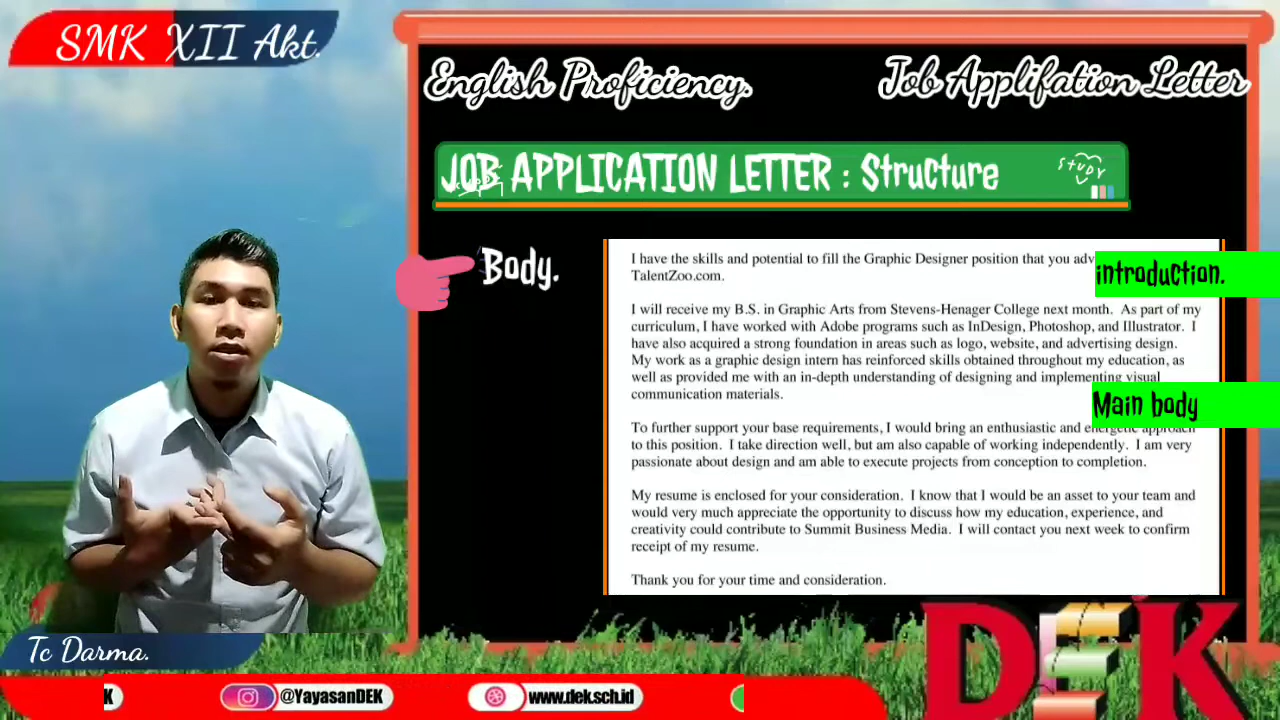 SMK XII Akt.
English Proficiency.
Job Applifation Letter
JOB APPLICATION LETTER : Structure
STUDY
Body.
I have the skills and potential to fill the Graphic Designer position that you adv
TalentZoo.com.
introduction.
I will receive my B.S. in Graphic Arts from Stevens-Henager College next month. As part of my
curriculum, I have worked with Adobe programs such as InDesign, Photoshop, and Illustrator. I
have also acquired a strong foundation in areas such as logo, website, and advertising design.
My work as a graphic design intern has reinforced skills obtained throughout my education, as
well as provided me with an in-depth understanding of designing and implementing visual
communication materials.
Main body
To further support your base requirements, I would bring an enthusiastic and energetic approach
to this position. I take direction well, but am also capable of working independently. I am very
passionate about design and am able to execute projects from conception to completion.
My resume is enclosed for your consideration. I know that I would be an asset to your team and
would very much appreciate the opportunity to discuss how my education, experience, and
creativity could contribute to Summit Business Media. I will contact you next week to confirm
receipt of my resume.
Thank you for your time and consideration.
Tc Darma.
DEK
K
@YayasanDEK
www.dek.sch.id